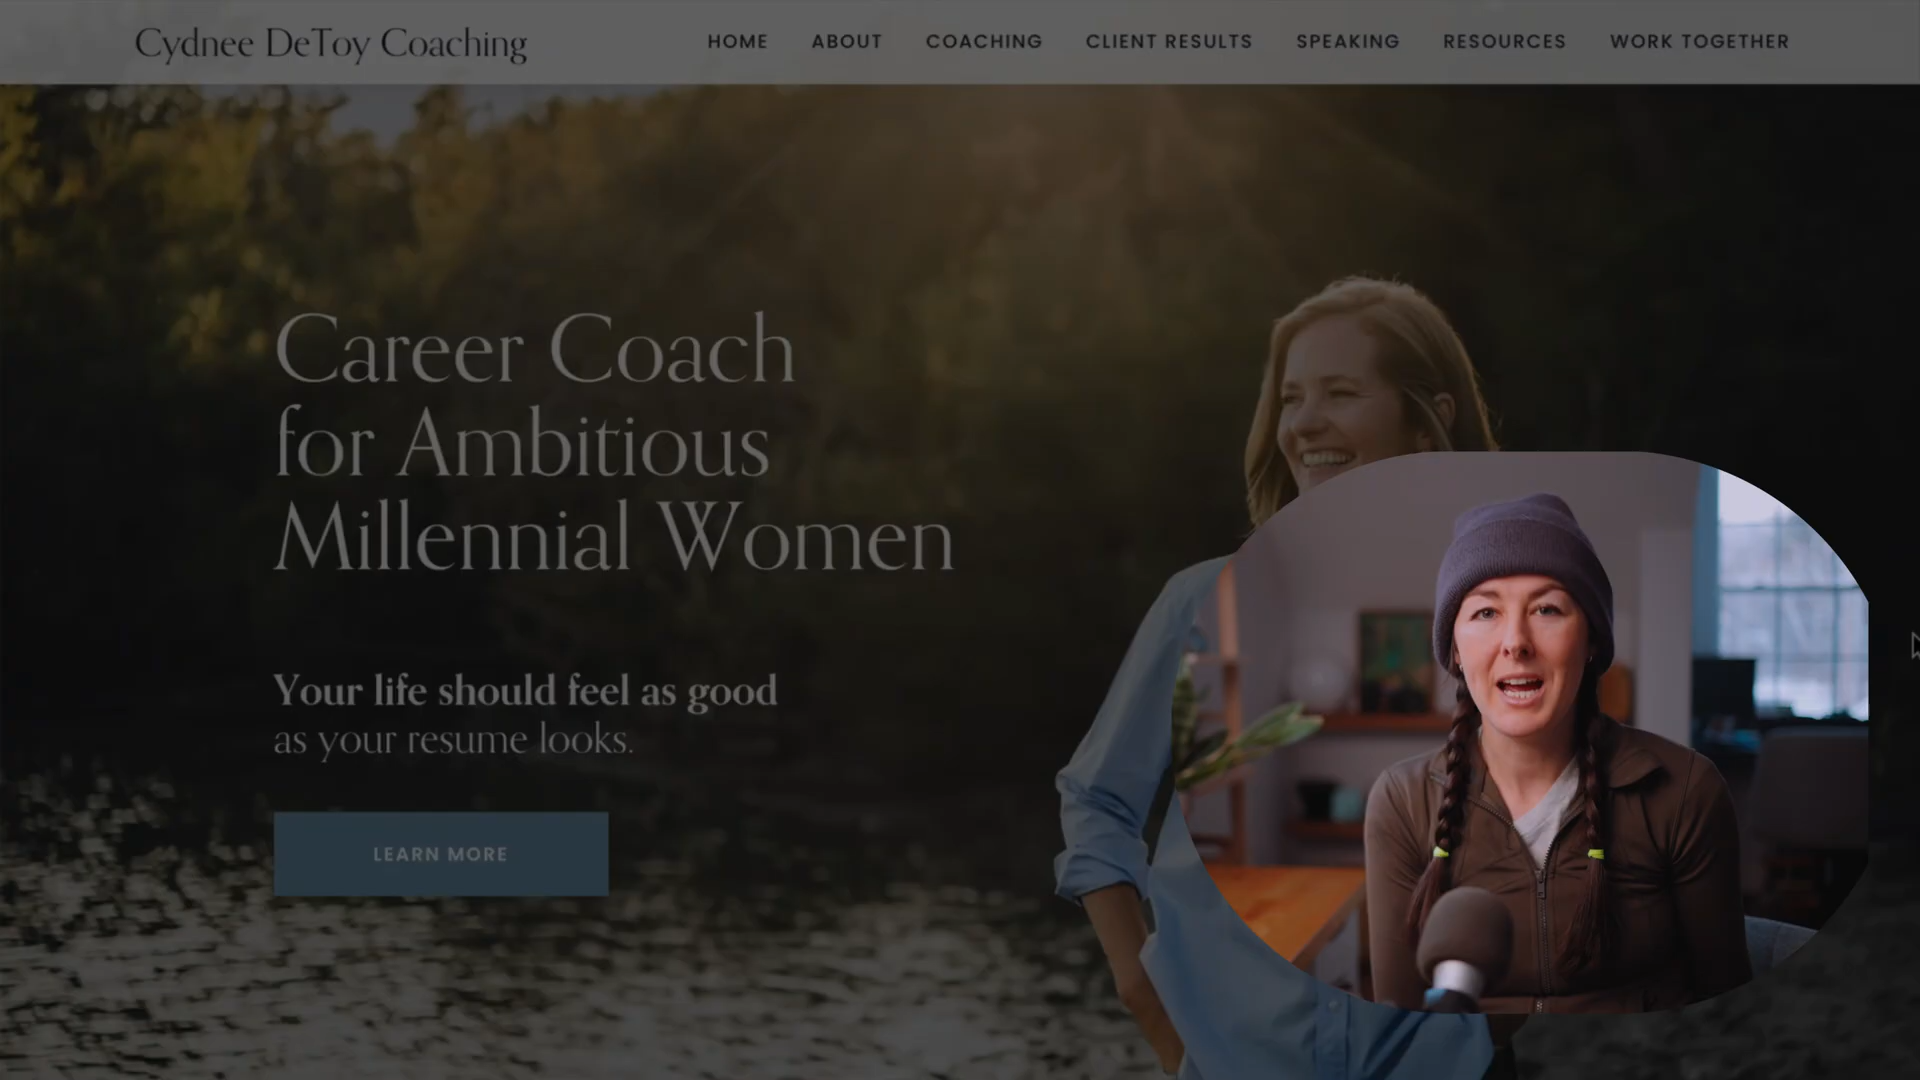 Cydnee DeToy Coaching
HOME ABOUT COACHING CLIENT RESULTS SPEAKING RESOURCES WORK TOGETHER
Career Coach
for Ambitious
Millennial Women
Your life should feel as good
as your resume looks.
LEARN MORE